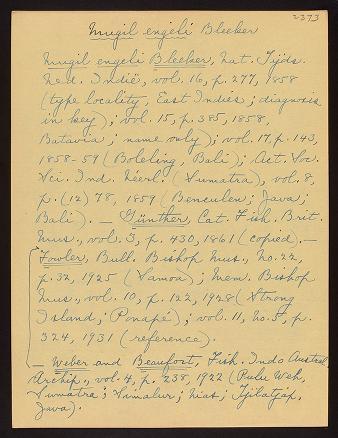 2373
Mugil engeli Bleeker
Mugil engeli Bleeker, Nat. Tijds.
Ned. Indië, vol. 16, p. 277, 1858
(type locality, East Indies; diagnosis
in key); vol. 15, p. 385, 1858,
Batavia; name only); vol. 17, p. 143,
1858-59 (Boleling, Bali); Act. Soc.
Sci. Ind. Néerl. (Sumatra), vol. 8,
p. (12) 78, 1859 (Benculen; Java;
Bali). — Günther, Cat. Fish. Brit.
Mus., vol. 3, p. 430, 1861 (copied). —
Fowler, Bull. Bishop Mus., no. 22,
p. 32, 1925 (Samoa); Mem. Bishop
Mus., vol. 10, p. 122, 1928 (Strong
Island; Ponapé); vol. 11, no. 5, p.
324, 1931 (reference).
— Weber and Beaufort, Fish. Indo Austral.
Archip., vol. 4, p. 238, 1922 (Pulu Weh,
Sumatra; Simalur; Nias; Tjilatjap,
Java).